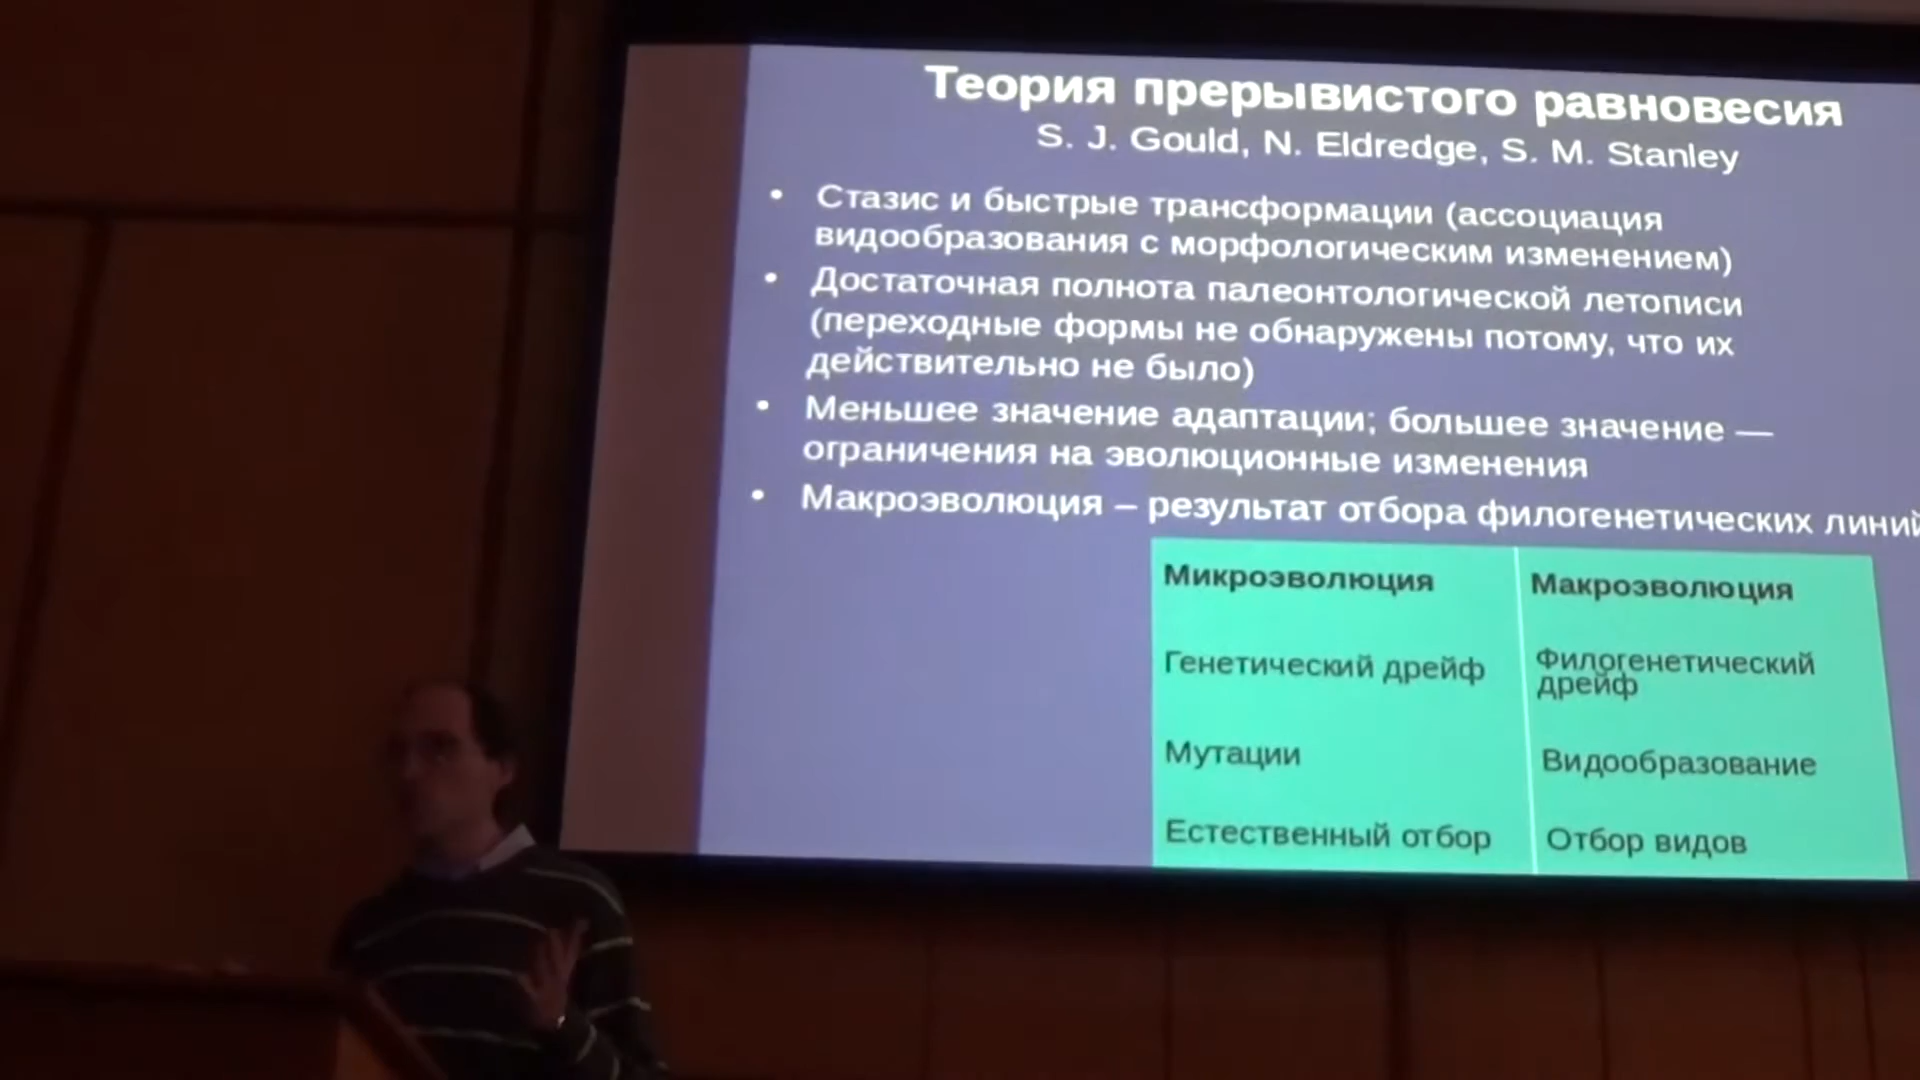 Теория прерывистого равновесия
S. J. Gould, N. Eldredge, S. M. Stanley
• Стазис и быстрые трансформации (ассоциация
видообразования с морфологическим изменением)
• Достаточная полнота палеонтологической летописи
(переходные формы не обнаружены потому, что их
действительно не было)
• Меньшее значение адаптации; большее значение —
ограничения на эволюционные изменения
• Макроэволюция – результат отбора филогенетических линий
Микроэволюция Макроэволюция
Генетический дрейф Филогенетический
дрейф
Мутации Видообразование
Естественный отбор Отбор видов